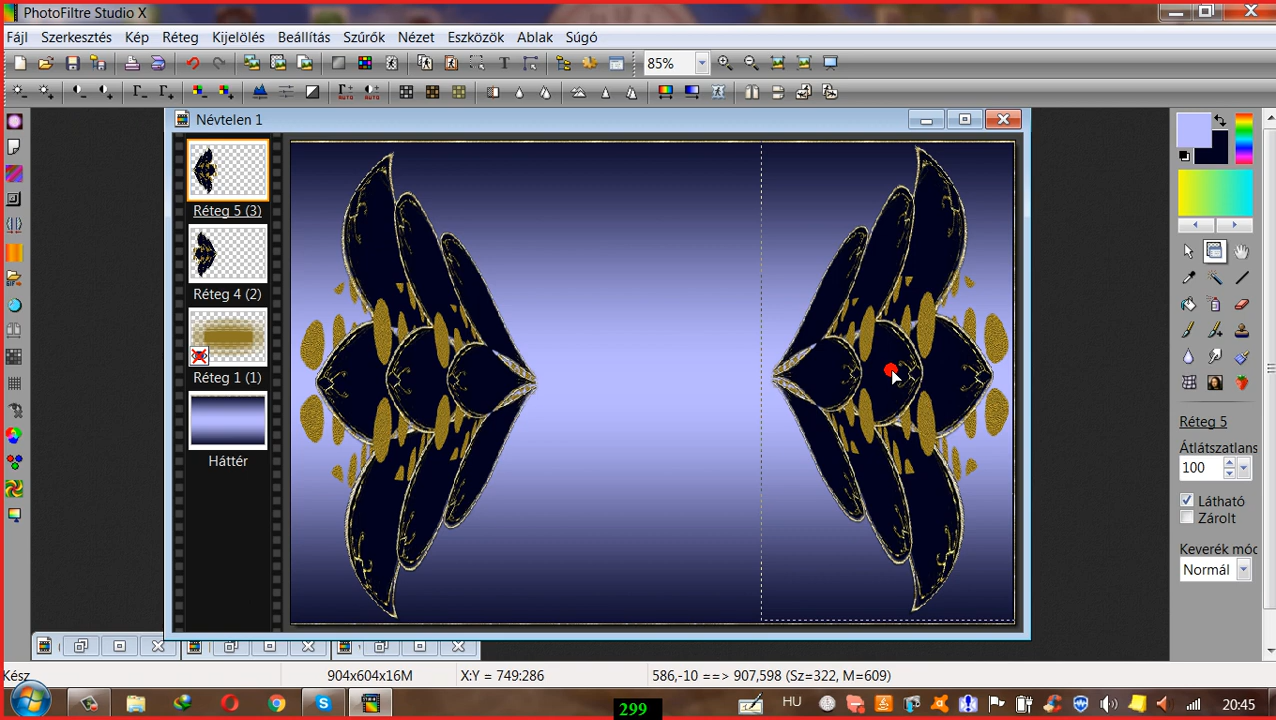 PhotoFiltre Studio X
Fájl Szerkesztés Kép Réteg Kijelölés Beállítás Szűrők Nézet Eszközök Ablak Súgó
85%
AUTO AUTO
Névtelen 1
Réteg 5 (3)
Réteg 4 (2)
Réteg 1 (1)
Háttér
Réteg 5
Átlátszatlans
100
Látható
Zárolt
Keverék móc
Normál
Kész 904x604x16M X:Y = 749:286 586,-10 ==> 907,598 (Sz=322, M=609)
299 HU 20:45